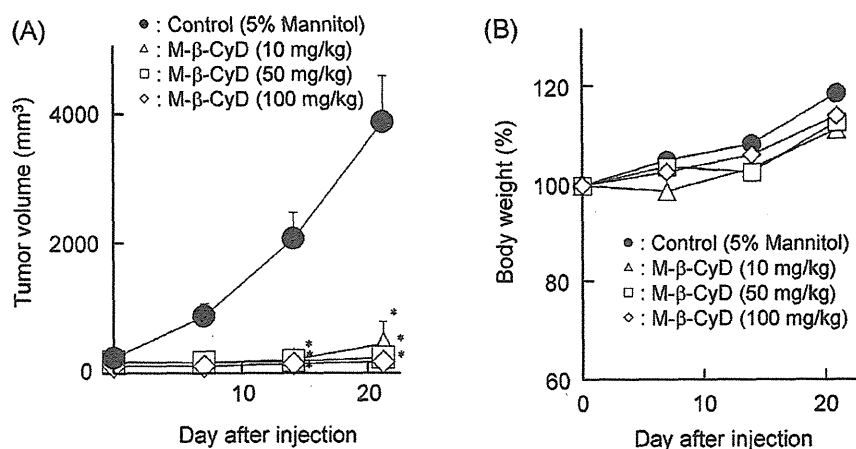 (A)
● : Control (5% Mannitol)
△ : M-β-CyD (10 mg/kg)
□ : M-β-CyD (50 mg/kg)
◇ : M-β-CyD (100 mg/kg)
Tumor volume (mm³)
4000
2000
0
10
20
* * *
* * *
Day after injection
(B)
Body weight (%)
120
100
80
60
● : Control (5% Mannitol)
△ : M-β-CyD (10 mg/kg)
□ : M-β-CyD (50 mg/kg)
◇ : M-β-CyD (100 mg/kg)
0
10
20
Day after injection